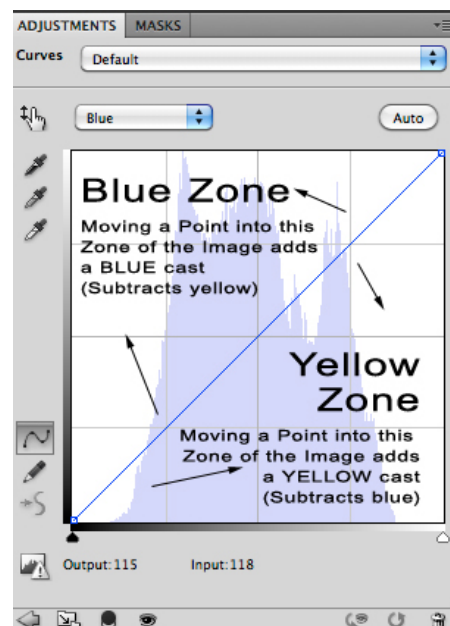 ADJUSTMENTS MASKS
Curves Default
Blue Auto
Blue Zone
Moving a Point into this
Zone of the Image adds
a BLUE cast
(Subtracts yellow)
Yellow
Zone
Moving a Point into this
Zone of the Image adds
a YELLOW cast
(Subtracts blue)
Output:115 Input:118